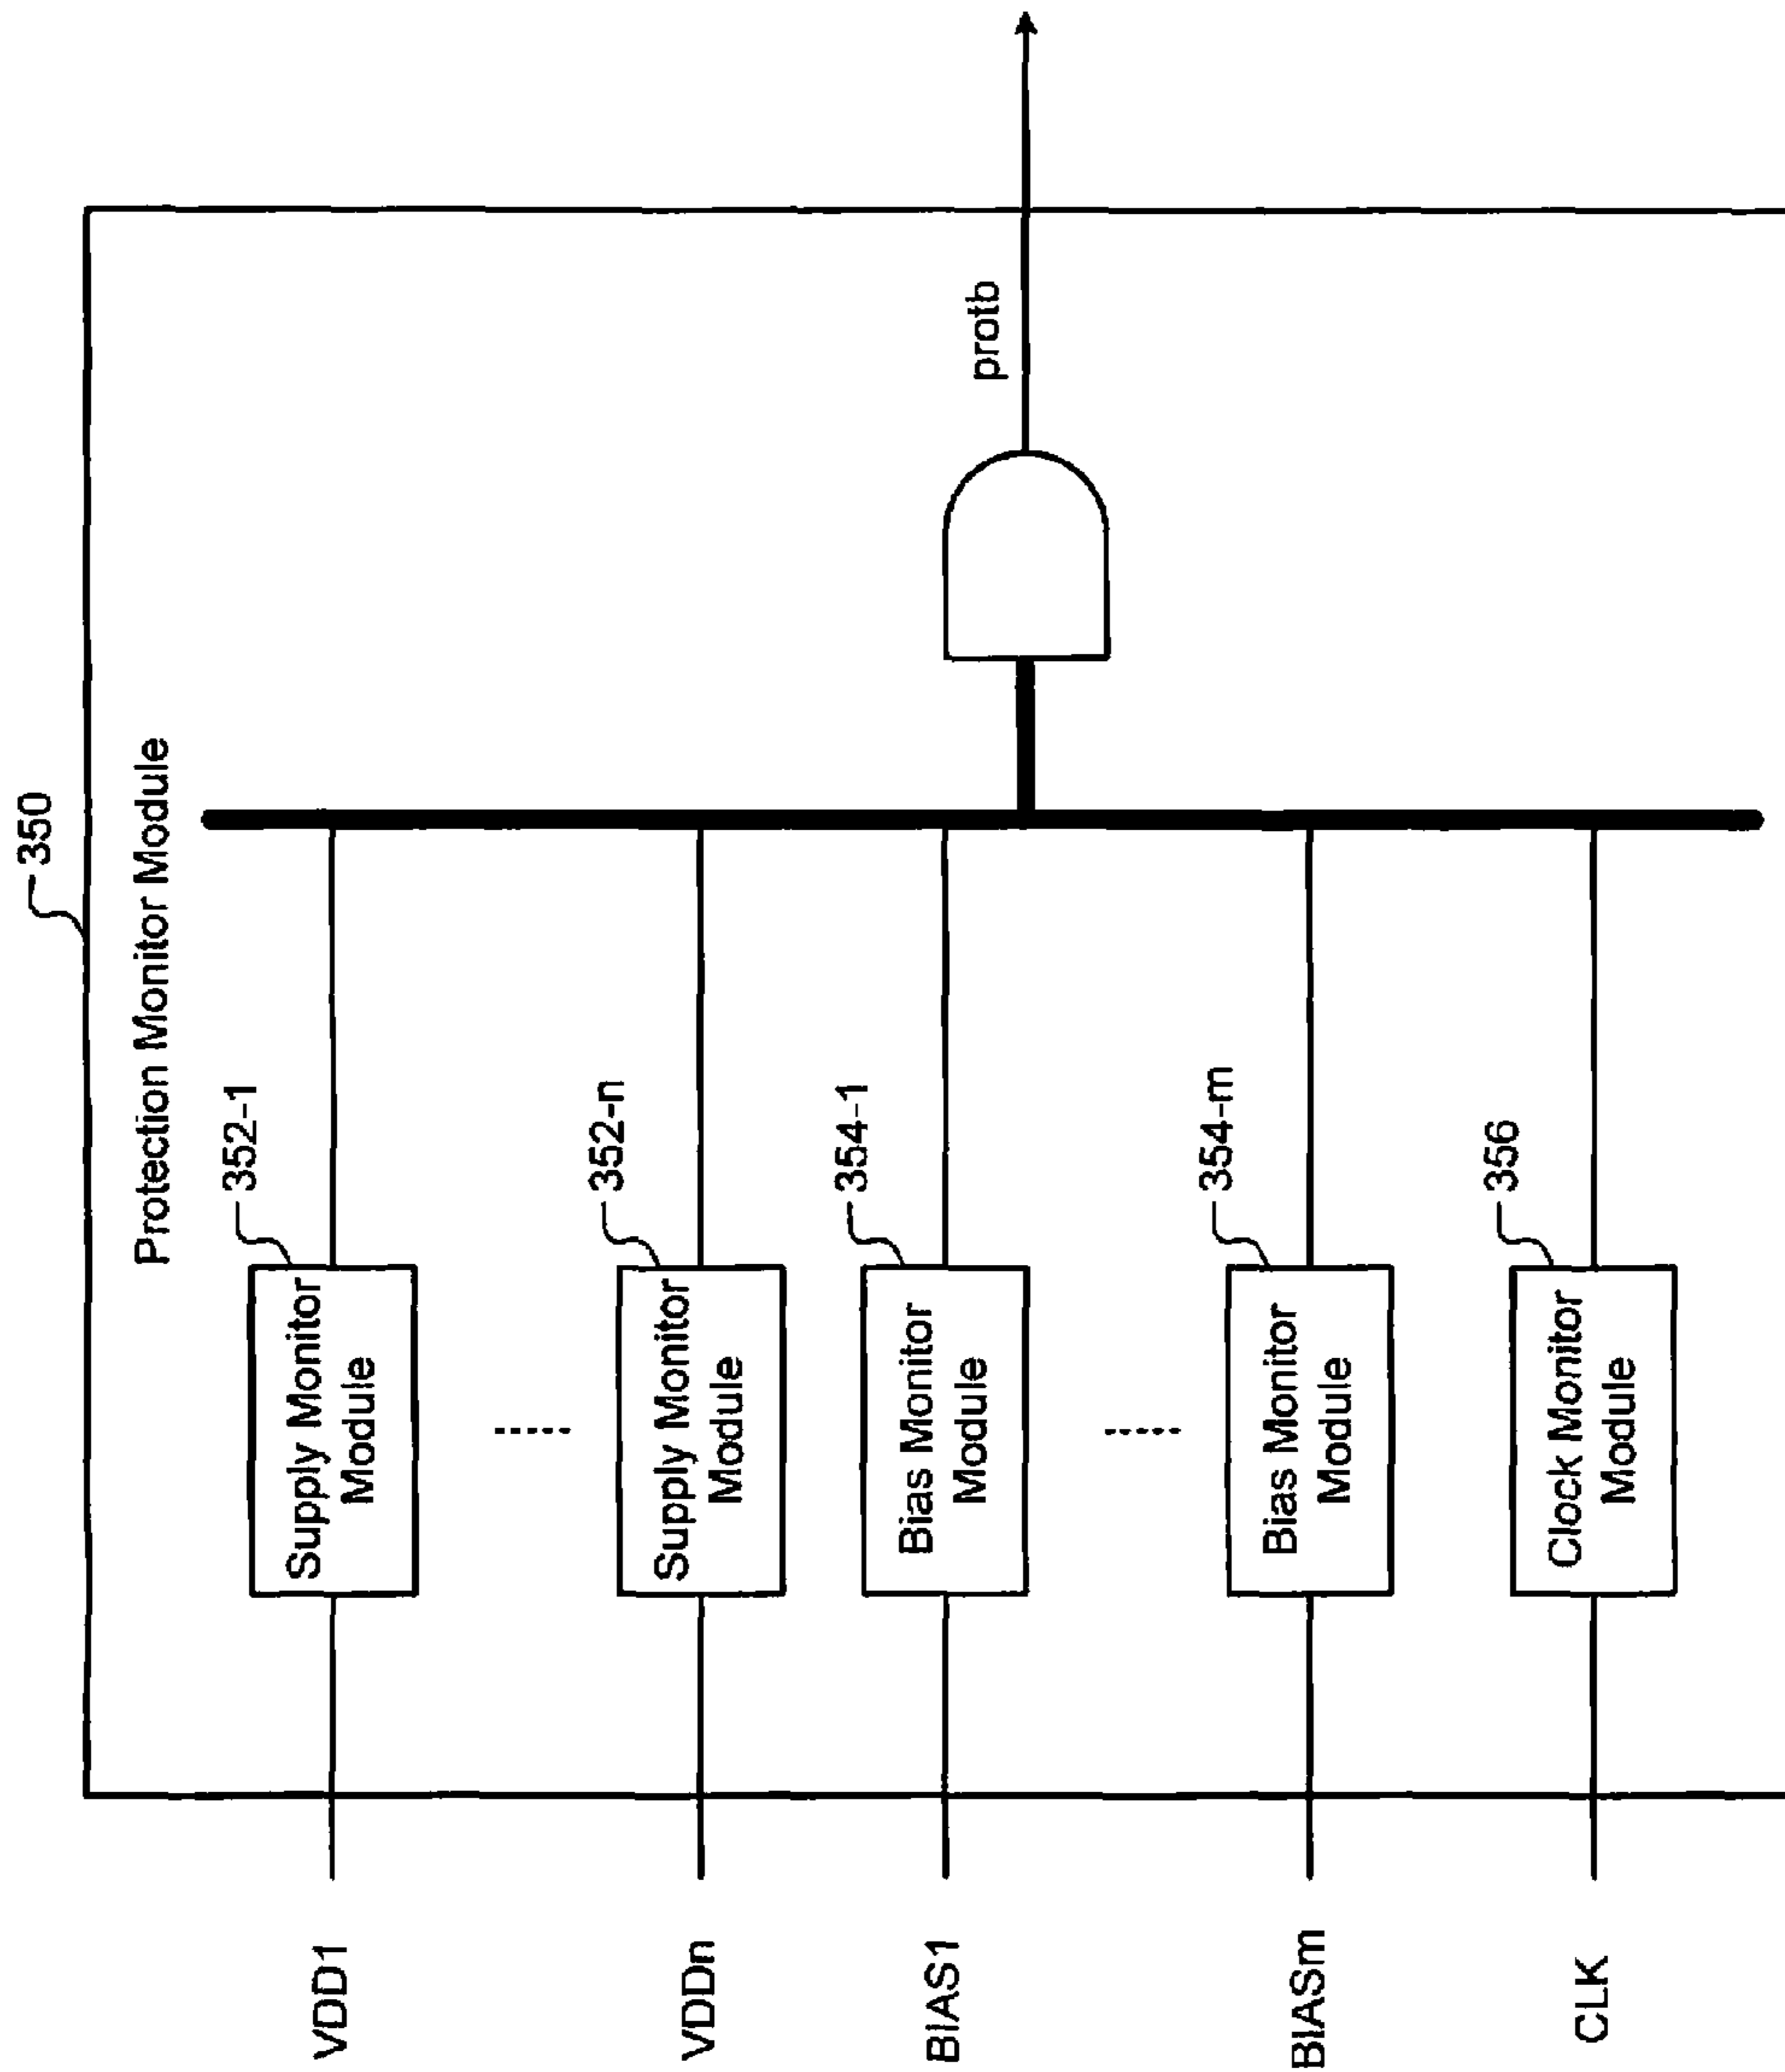 350
Protection Monitor Module
VDD1
Supply Monitor
Module
352-1
VDDn
Supply Monitor
Module
352-n
BIAS1
Bias Monitor
Module
354-1
BIASm
Bias Monitor
Module
354-m
CLK
Clock Monitor
Module
356
protb